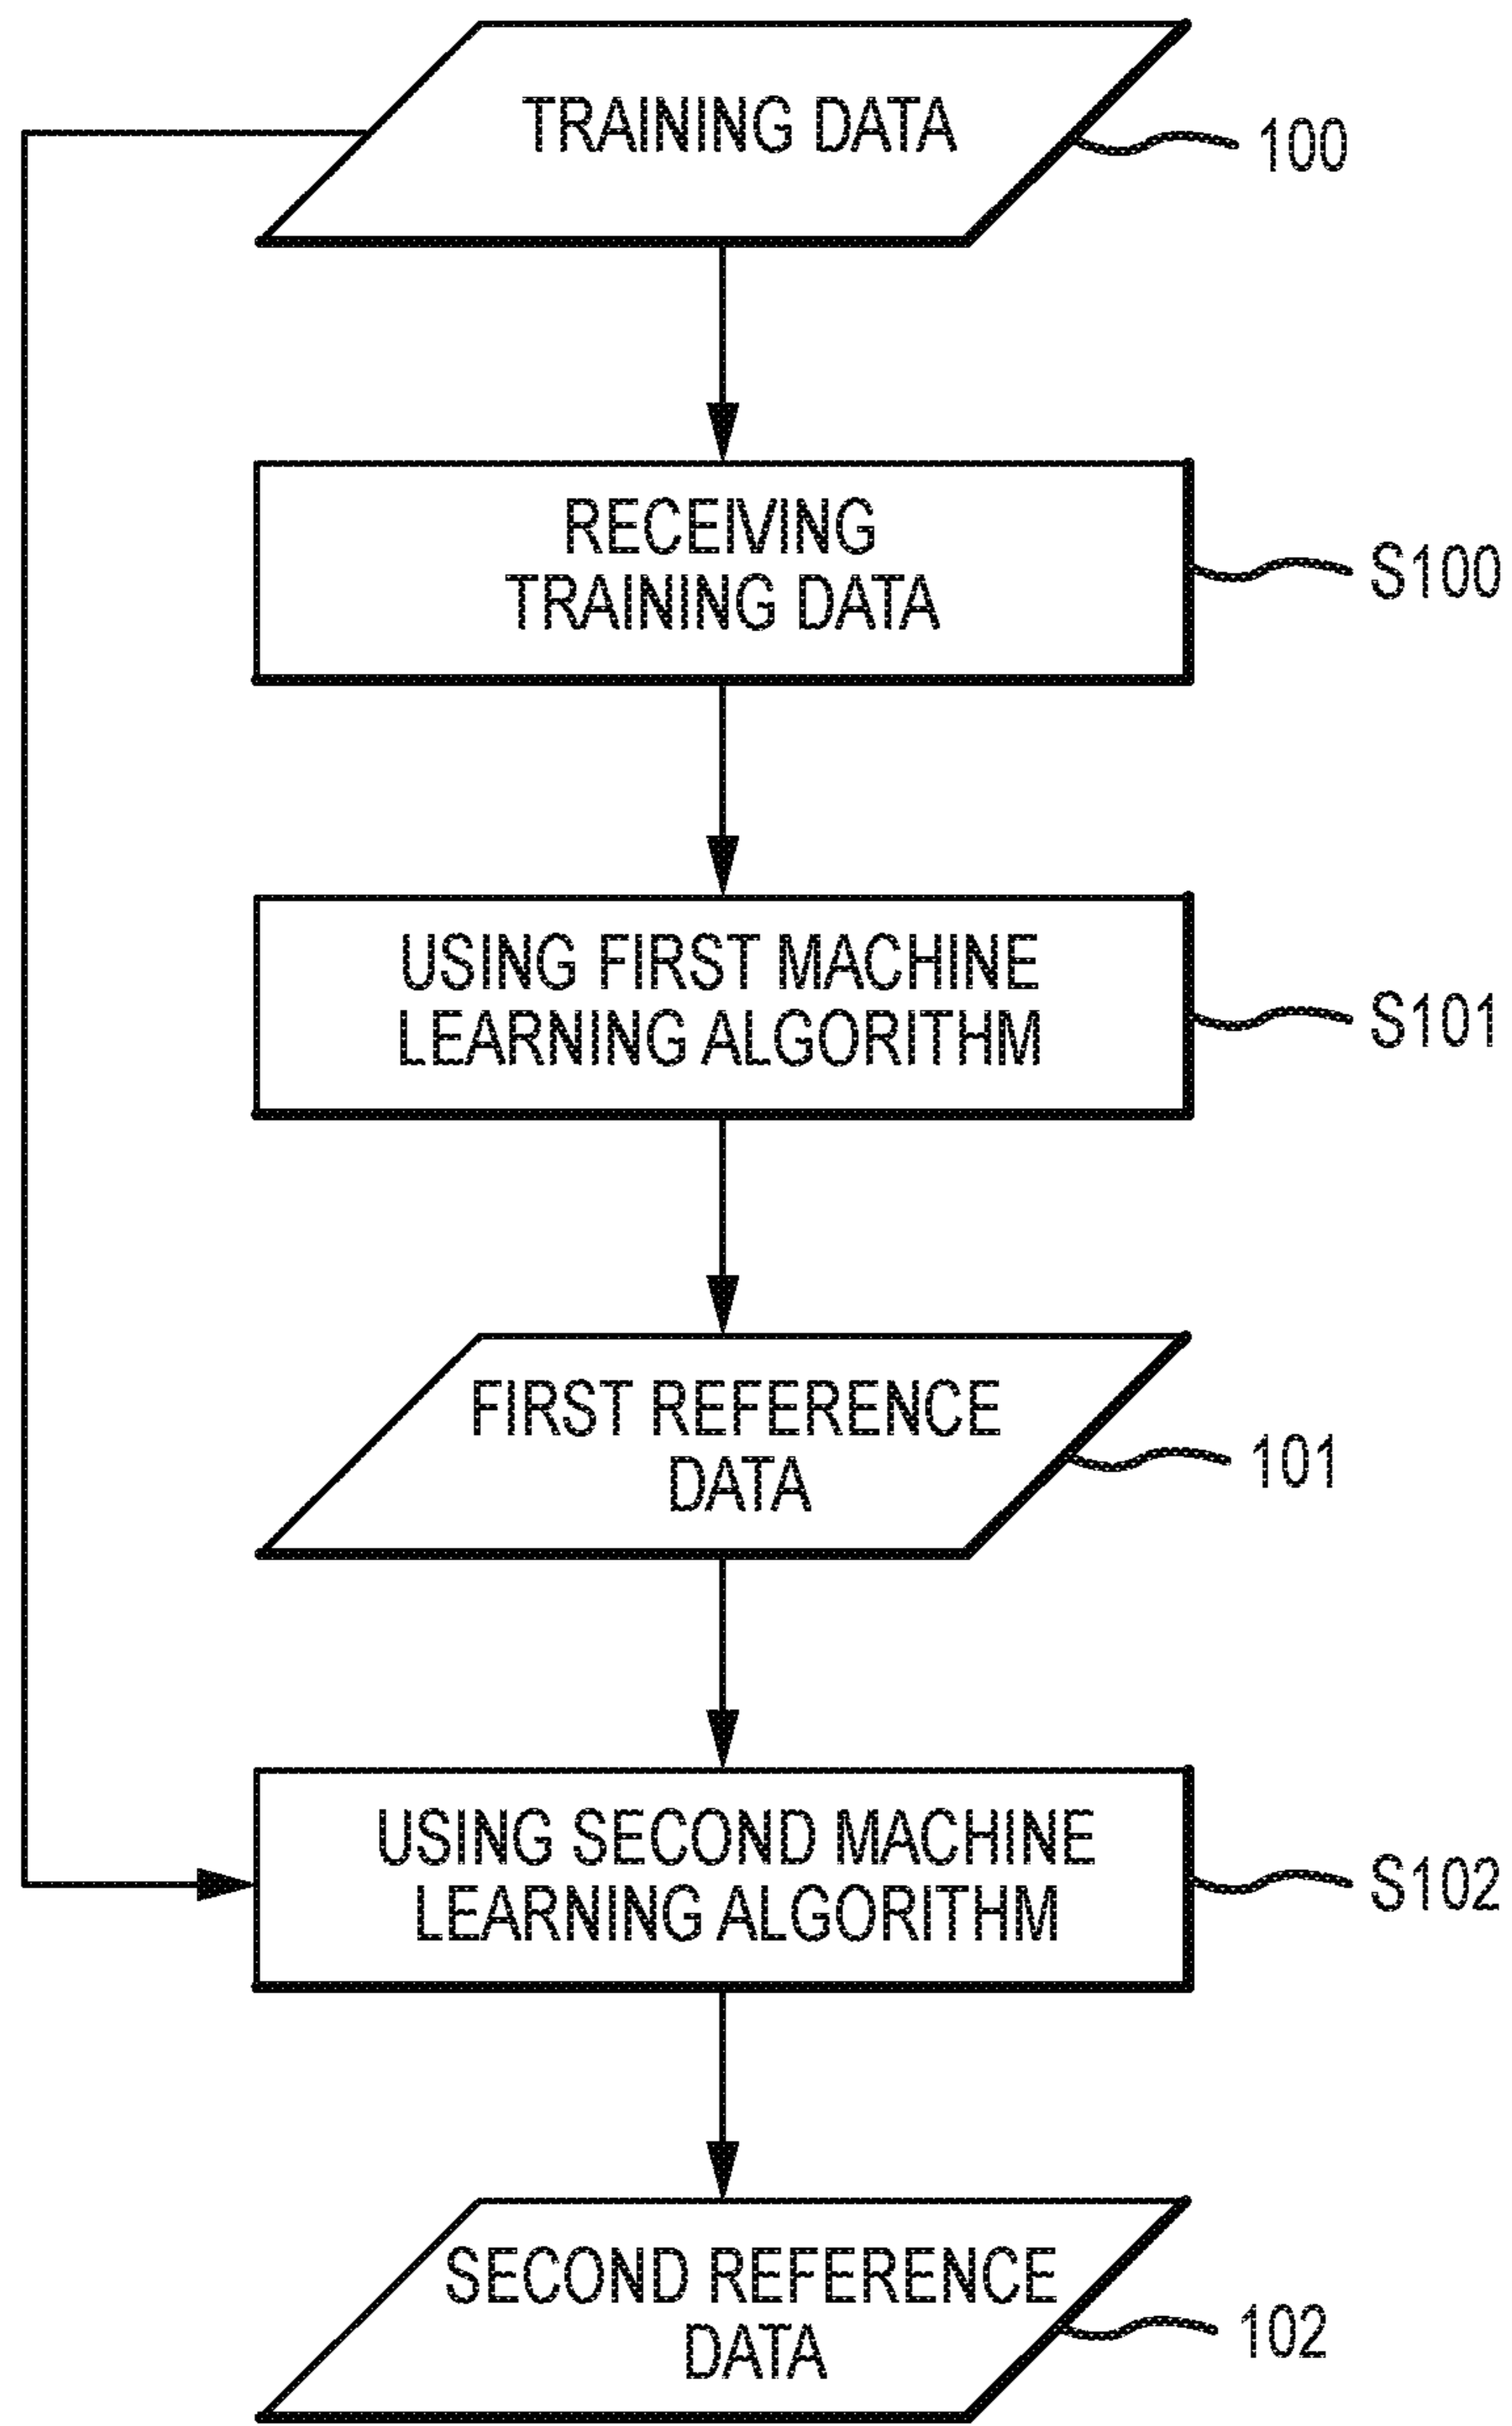 TRAINING DATA
100
RECEIVING
TRAINING DATA
S100
USING FIRST MACHINE
LEARNING ALGORITHM
S101
FIRST REFERENCE
DATA
101
USING SECOND MACHINE
LEARNING ALGORITHM
S102
SECOND REFERENCE
DATA
102